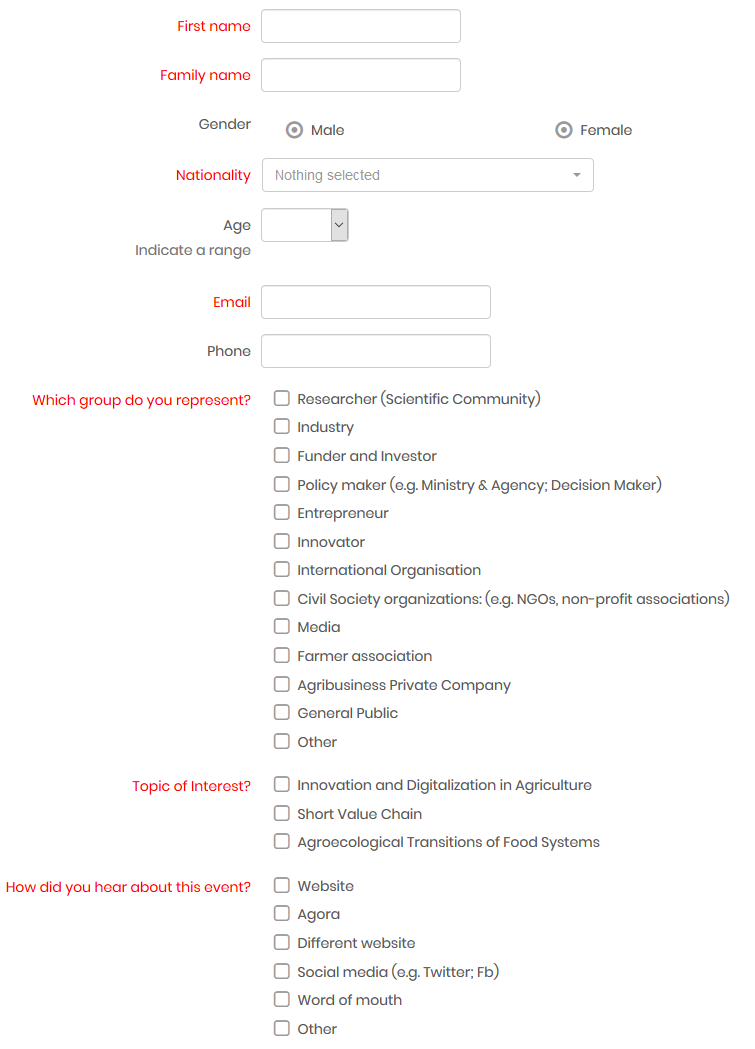 First name
Family name
Gender Male Female
Nationality Nothing selected
Age
Indicate a range
Email
Phone
Which group do you represent? Researcher (Scientific Community)
Industry
Funder and Investor
Policy maker (e.g. Ministry & Agency; Decision Maker)
Entrepreneur
Innovator
International Organisation
Civil Society organizations: (e.g. NGOs, non-profit associations)
Media
Farmer association
Agribusiness Private Company
General Public
Other
Topic of Interest? Innovation and Digitalization in Agriculture
Short Value Chain
Agroecological Transitions of Food Systems
How did you hear about this event? Website
Agora
Different website
Social media (e.g. Twitter; Fb)
Word of mouth
Other